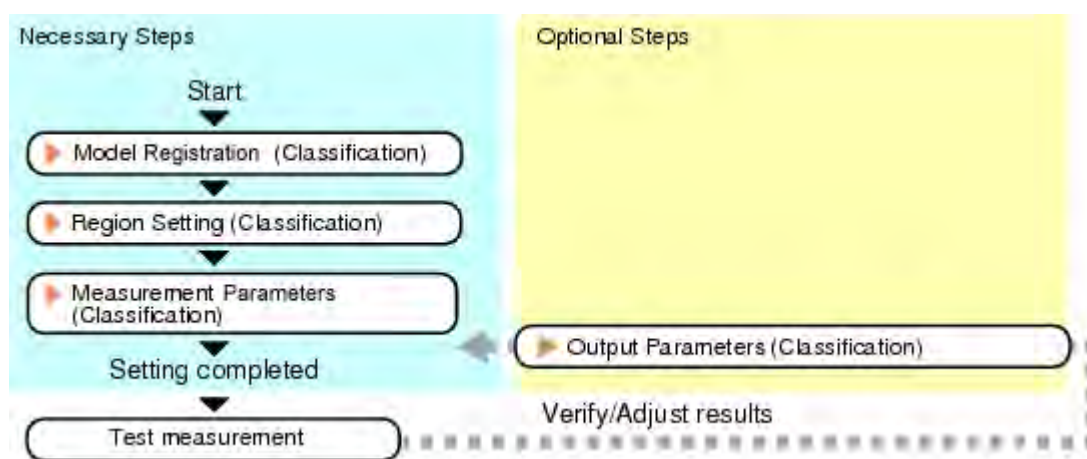 Necessary Steps
Optional Steps
Start
Model Registration (Classification)
Region Setting (Classification)
Measurement Parameters
(Classification)
Output Parameters (Classification)
Setting completed
Verify/Adjust results
Test measurement